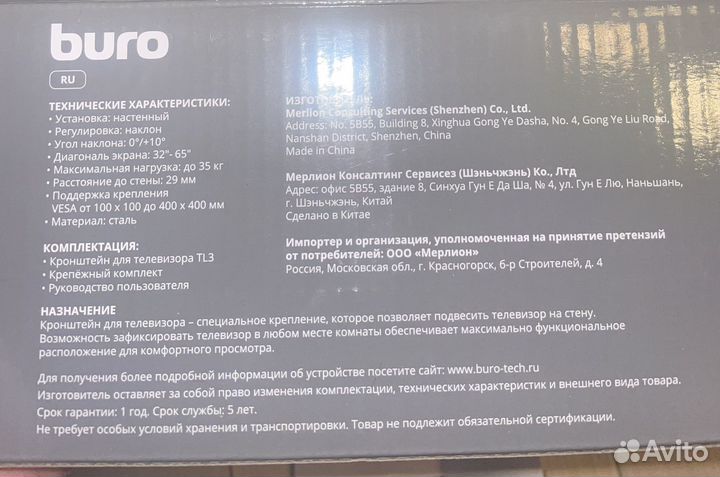 buro
RU
ТЕХНИЧЕСКИЕ ХАРАКТЕРИСТИКИ:
• Установка: настенный
• Регулировка: наклон
• Угол наклона: 0°/+10°
• Диагональ экрана: 32"- 65"
• Максимальная нагрузка: до 35 кг
• Расстояние до стены: 29 мм
• Поддержка крепления
VESA от 100 x 100 до 400 x 400 мм
• Материал: сталь
КОМПЛЕКТАЦИЯ:
• Кронштейн для телевизора TL3
• Крепёжный комплект
• Руководство пользователя
ИЗГОТОВИТЕЛЬ:
Merlion Consulting Services (Shenzhen) Co., Ltd.
Address: No. 5B55, Building 8, Xinghua Gong Ye Dasha, No. 4, Gong Ye Liu Road,
Nanshan District, Shenzhen, China
Made in China
Мерлион Консалтинг Сервисез (Шэньчжэнь) Ко., Лтд
Адрес: офис 5B55, здание 8, Синхуа Гун Е Да Ша, № 4, ул. Гун Е Лю, Наньшань,
г. Шэньчжэнь, Китай
Сделано в Китае
Импортер и организация, уполномоченная на принятие претензий
от потребителей: ООО «Мерлион»
Россия, Московская обл., г. Красногорск, б-р Строителей, д. 4
НАЗНАЧЕНИЕ
Кронштейн для телевизора – специальное крепление, которое позволяет подвесить телевизор на стену.
Возможность зафиксировать телевизор в любом месте комнаты обеспечивает максимально функциональное
расположение для комфортного просмотра.
Для получения более подробной информации об устройстве посетите сайт: www.buro-tech.ru
Изготовитель оставляет за собой право изменения комплектации, технических характеристик и внешнего вида товара.
Срок гарантии: 1 год. Срок службы: 5 лет.
Не требует особых условий хранения и транспортировки. Товар не подлежит обязательной сертификации.
Avito